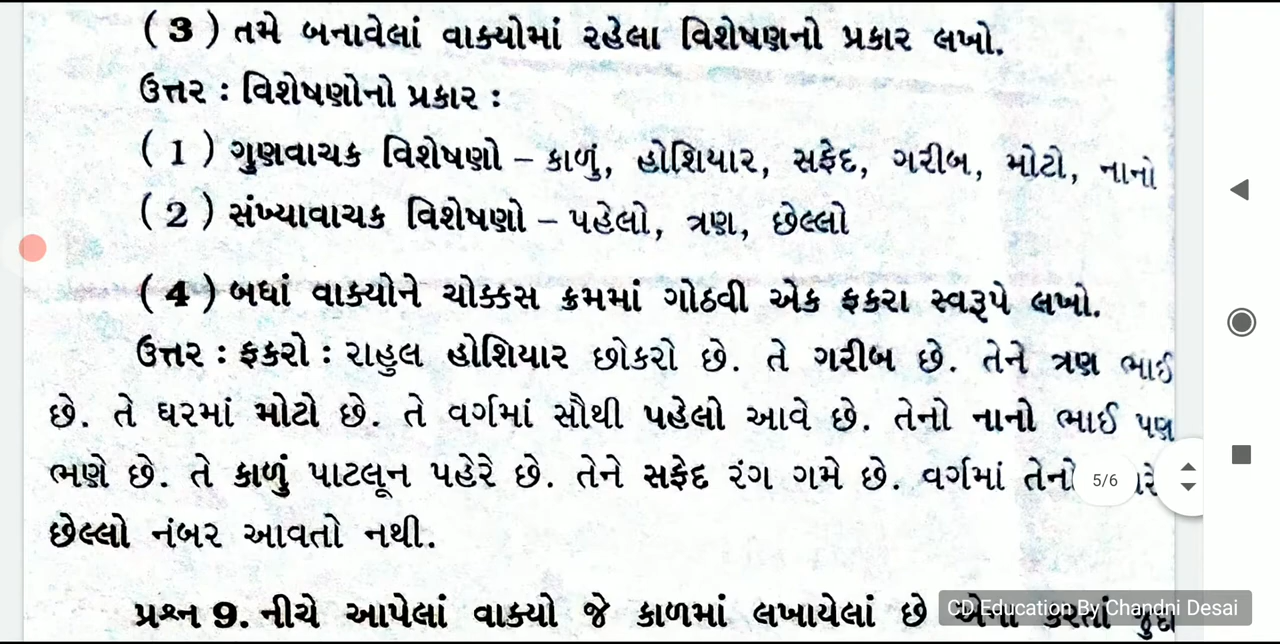 (3) તમે બનાવેલાં વાક્યોમાં રહેલા વિશેષણનો પ્રકાર લખો.
ઉત્તર : વિશેષણોનો પ્રકાર :
(1) ગુણવાચક વિશેષણો – કાળું, હોશિયાર, સફેદ, ગરીબ, મોટો, નાનો
(2) સંખ્યાવાચક વિશેષણો – પહેલો, ત્રણ, છેલ્લો
(4) બધાં વાક્યોને ચોક્કસ ક્રમમાં ગોઠવી એક ફકરા સ્વરૂપે લખો.
ઉત્તર : ફકરો : રાહુલ હોશિયાર છોકરો છે. તે ગરીબ છે. તેને ત્રણ ભાઈ
છે. તે ઘરમાં મોટો છે. તે વર્ગમાં સૌથી પહેલો આવે છે. તેનો નાનો ભાઈ પણ
ભણે છે. તે કાળું પાટલૂન પહેરે છે. તેને સફેદ રંગ ગમે છે. વર્ગમાં તેનો
5/6
છેલ્લો નંબર આવતો નથી.
પ્રશ્ન 9. નીચે આપેલાં વાક્યો જે કાળમાં લખાયેલાં છે એના કરતાં જુદા
CD Education By Chandni Desai